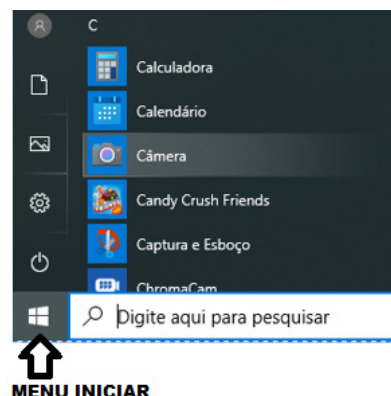 C
Calculadora
Calendário
Câmera
Candy Crush Friends
Captura e Esboço
ChromaCam
Digite aqui para pesquisar
MENU INICIAR